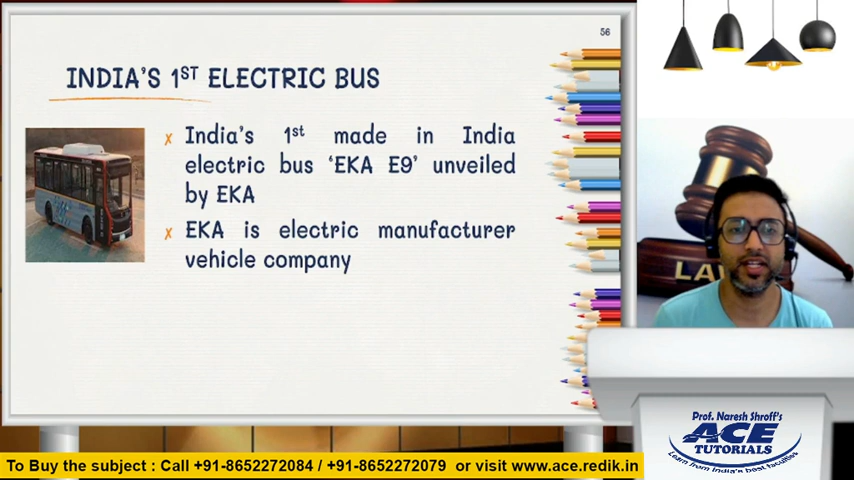 56
INDIA'S 1ST ELECTRIC BUS
India's 1st made in India
electric bus 'EKA E9' unveiled
by EKA
EKA is electric manufacturer
vehicle company
LAW
Prof. Naresh Shroff's
ACE
TUTORIALS
Learn from India's best faculties
To Buy the subject : Call +91-8652272084 / +91-8652272079 or visit www.ace.redik.in